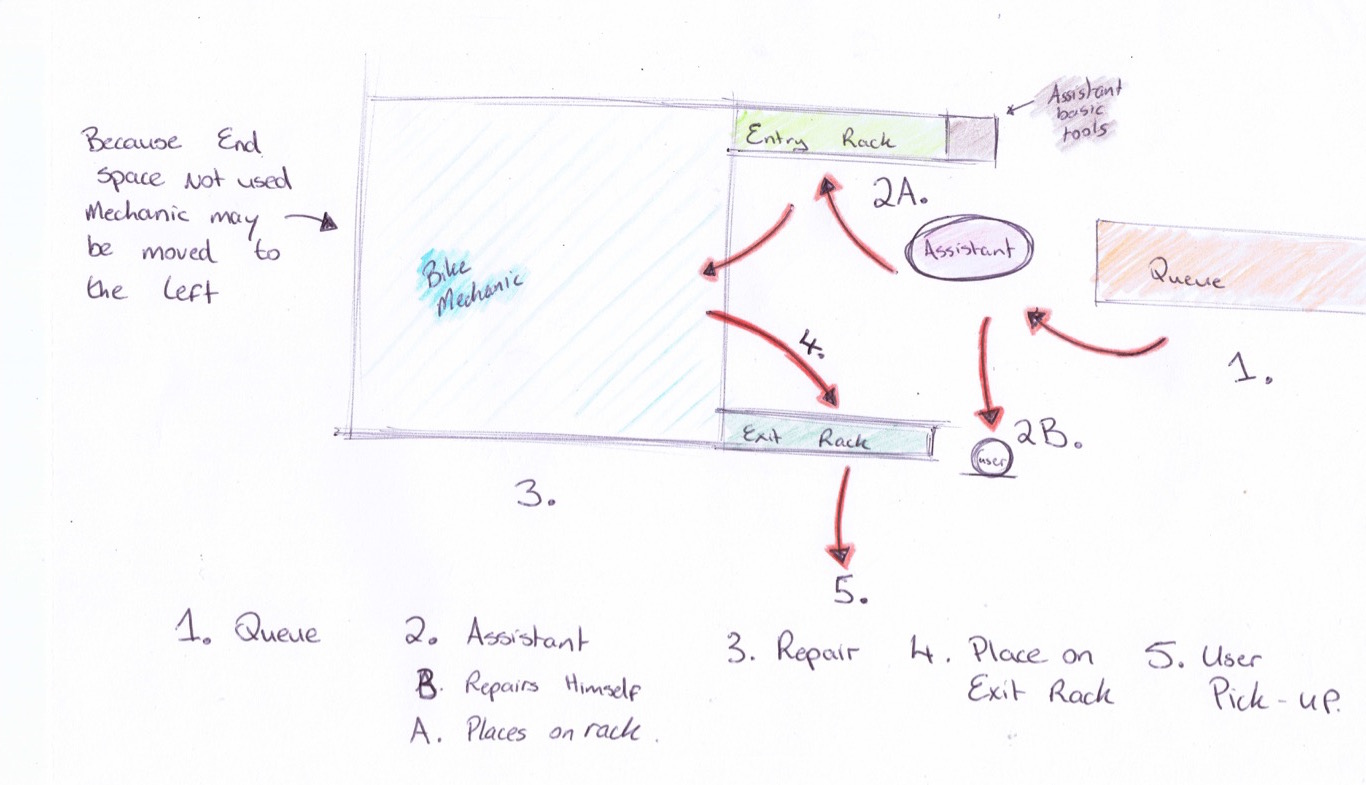 Assistant
basic
tools
Entry Rack
Because End
space Not used
Mechanic may
be moved to
the left
2A.
Assistant
Queue
Bike
Mechanic
4.
1.
Exit Rack
2B.
user
3.
5.
1. Queue
2. Assistant
B. Repairs Himself
A. Places on rack.
3. Repair
4. Place on
Exit Rack
5. User
Pick-up.